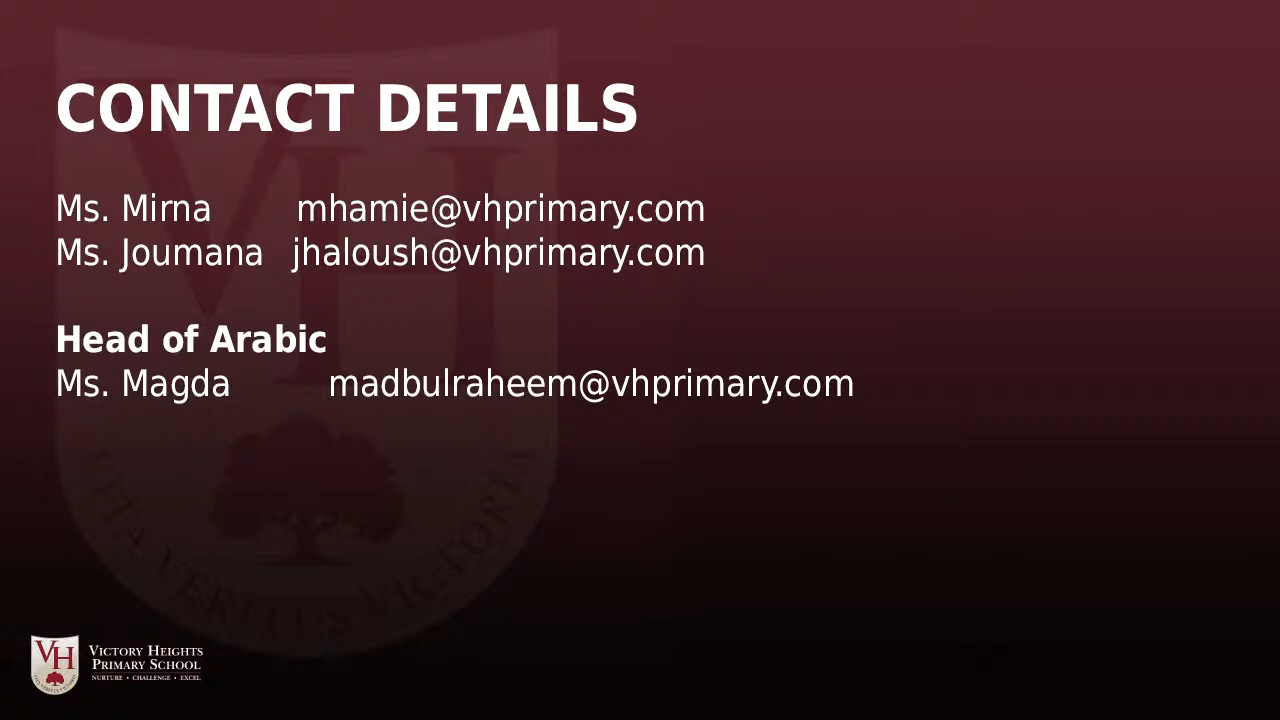 CONTACT DETAILS
Ms. Mirna mhamie@vhprimary.com
Ms. Joumana jhaloush@vhprimary.com
Head of Arabic
Ms. Magda madbulraheem@vhprimary.com
VH
VICTORY HEIGHTS
PRIMARY SCHOOL
NURTURE • CHALLENGE • EXCEL